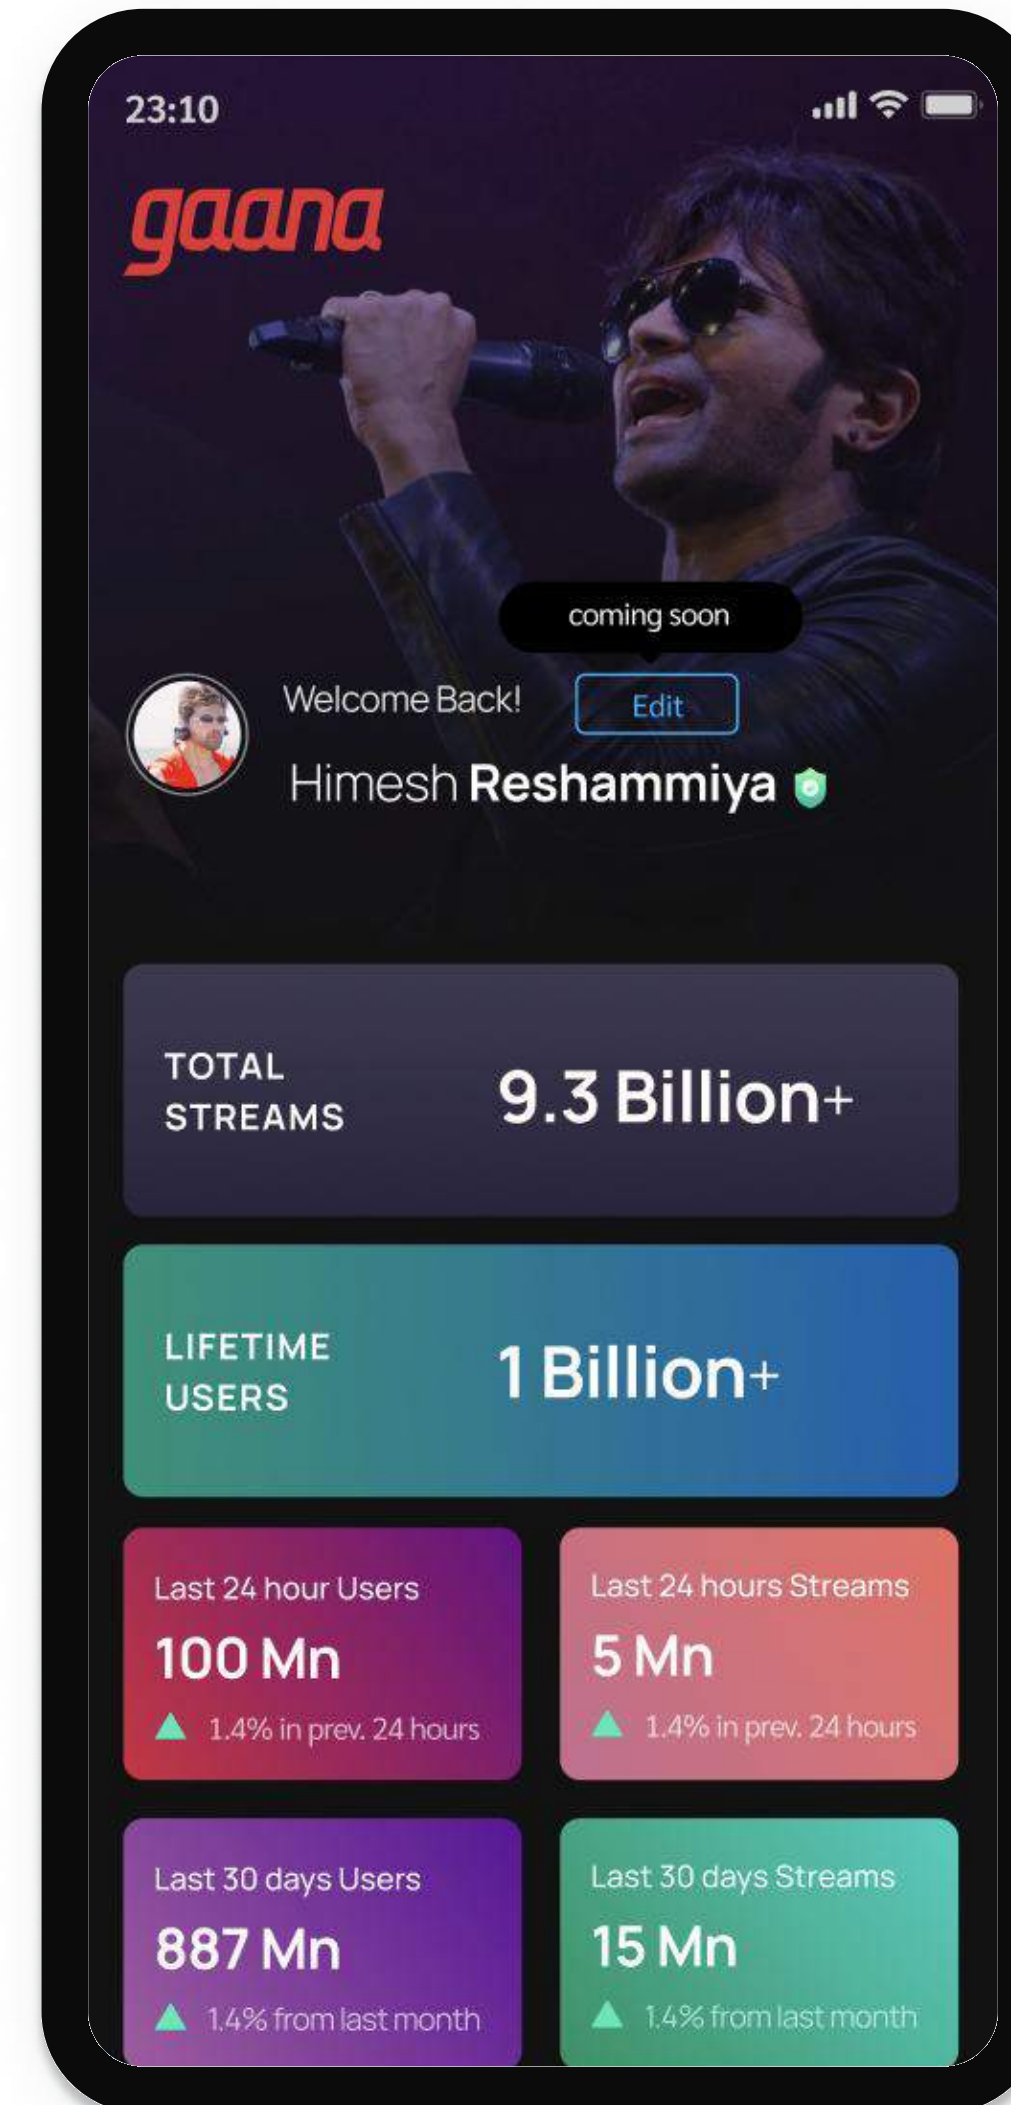 23:10
gaana
coming soon
Welcome Back!
Edit
Himesh Reshammiya
TOTAL
STREAMS
9.3 Billion+
LIFETIME
USERS
1 Billion+
Last 24 hour Users
100 Mn
1.4% in prev. 24 hours
Last 24 hours Streams
5 Mn
1.4% in prev. 24 hours
Last 30 days Users
887 Mn
1.4% from last month
Last 30 days Streams
15 Mn
1.4% from last month